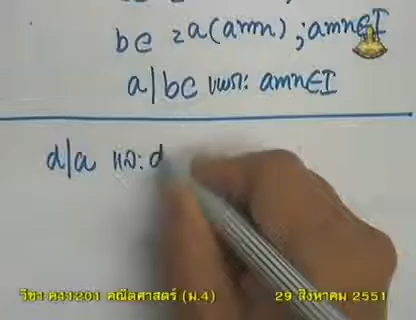 bc = a(amn) ; amn∈I
a|bc เพราะ amn∈I
d|a และ d
วิชา ค41201 คณิตศาสตร์ (ม.4) 29 สิงหาคม 2551